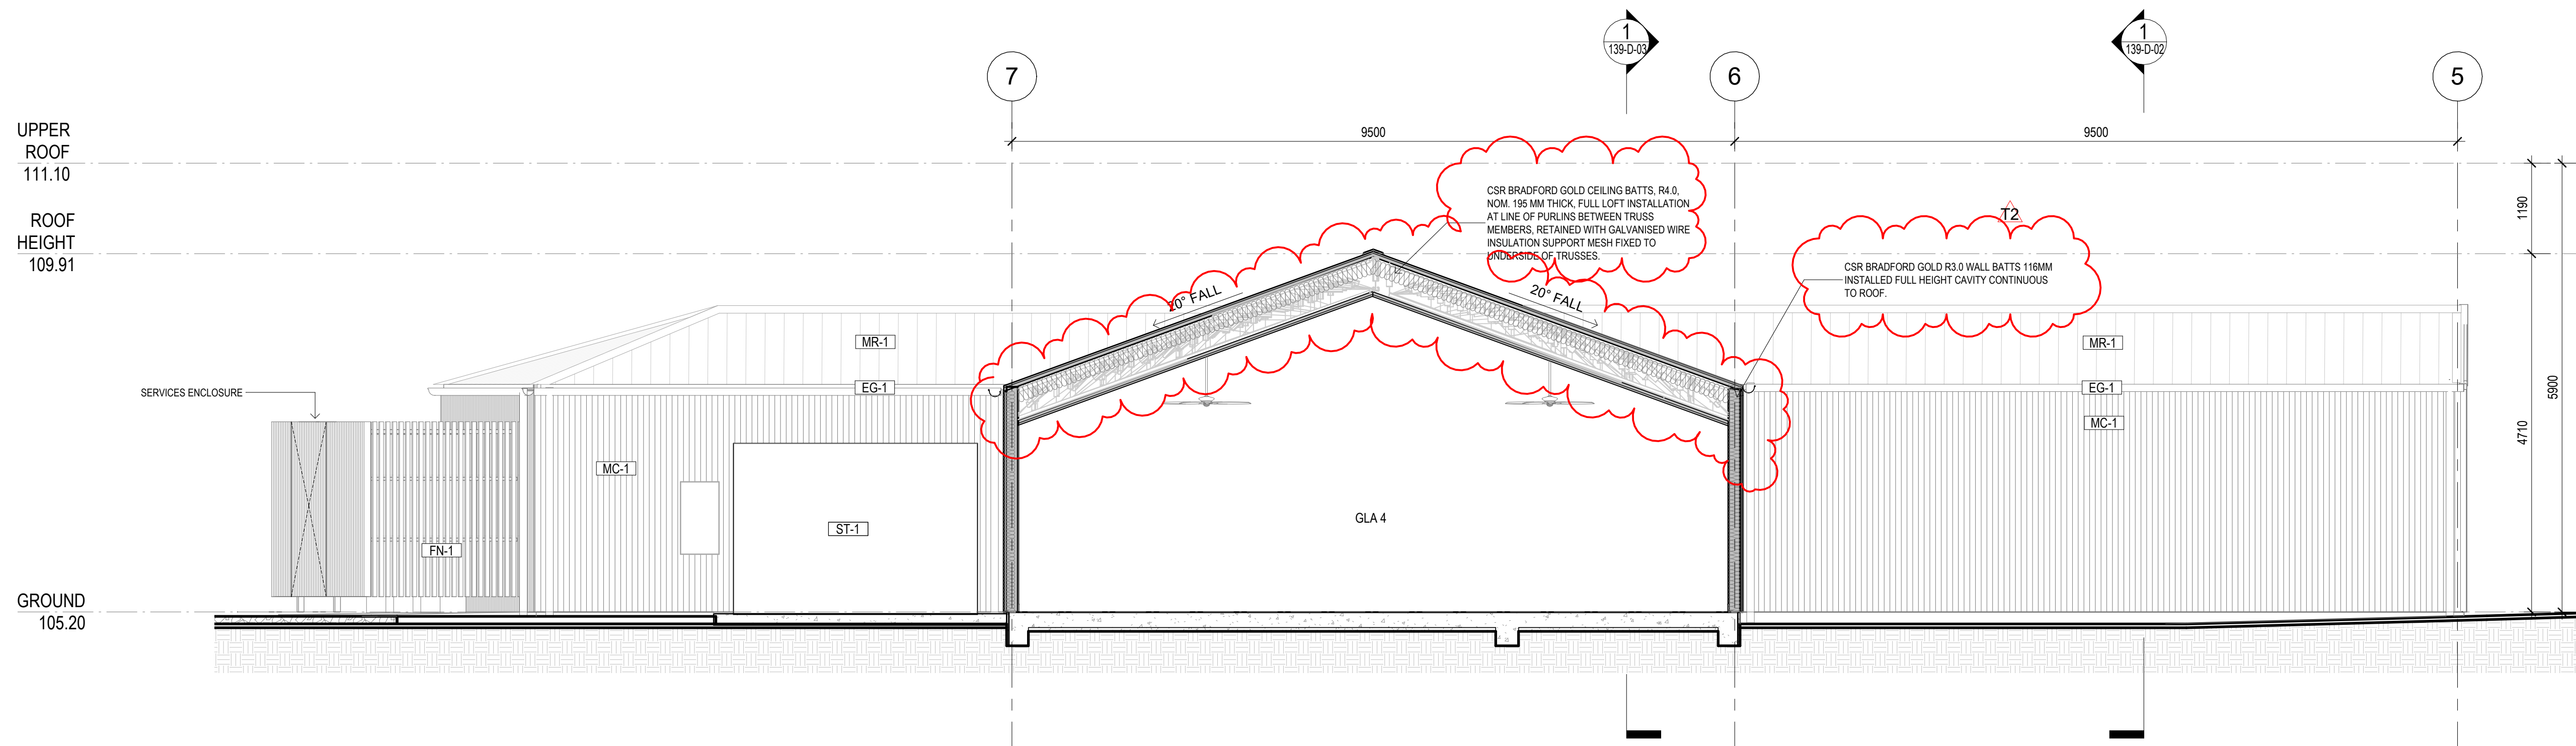 1
139-D-03
1
139-D-02
7
6
5
9500
9500
UPPER
ROOF
111.10
ROOF
HEIGHT
109.91
CSR BRADFORD GOLD CEILING BATTS, R4.0,
NOM. 195 MM THICK, FULL LOFT INSTALLATION
AT LINE OF PURLINS BETWEEN TRUSS
MEMBERS, RETAINED WITH GALVANISED WIRE
INSULATION SUPPORT MESH FIXED TO
UNDERSIDE OF TRUSSES.
T2
CSR BRADFORD GOLD R3.0 WALL BATTS 116MM
INSTALLED FULL HEIGHT CAVITY CONTINUOUS
TO ROOF.
1190
20° FALL
20° FALL
MR-1
MR-1
EG-1
EG-1
SERVICES ENCLOSURE
5900
4710
MC-1
MC-1
ST-1
GLA 4
FN-1
GROUND
105.20